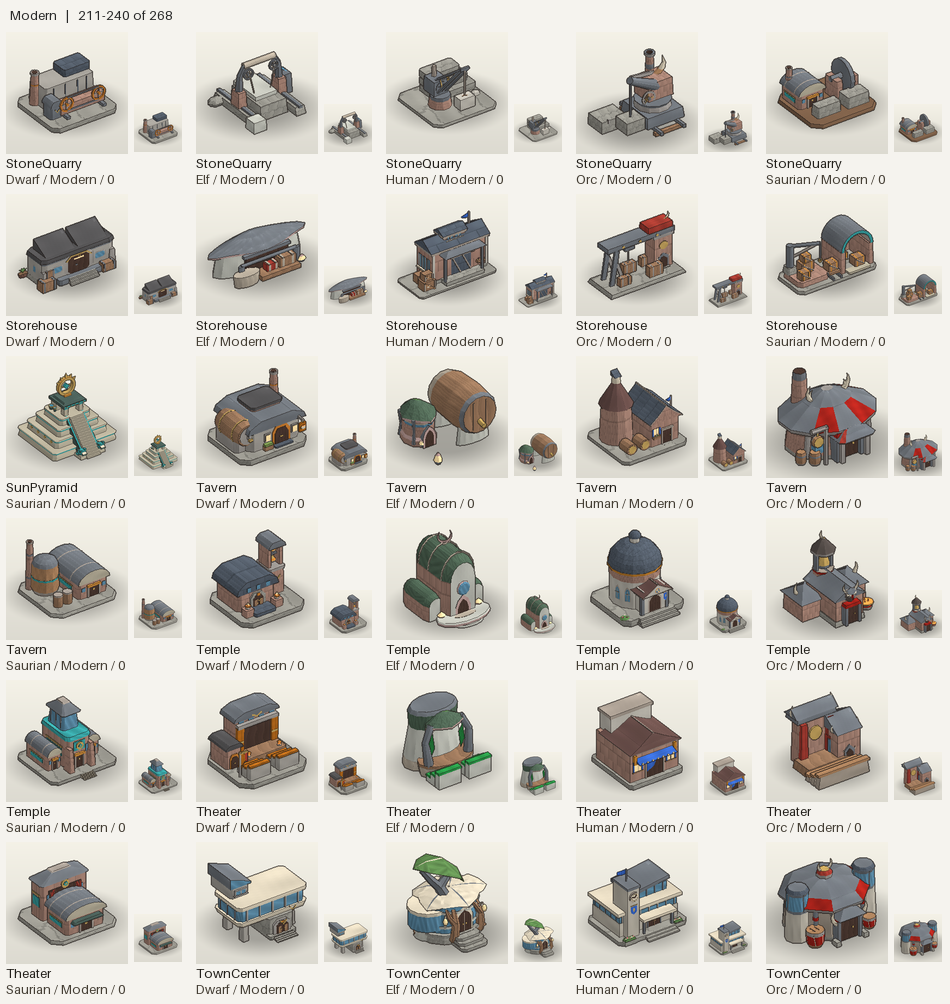 Modern | 211-240 of 268
StoneQuarry
Dwarf / Modern / 0
StoneQuarry
Elf / Modern / 0
StoneQuarry
Human / Modern / 0
StoneQuarry
Orc / Modern / 0
StoneQuarry
Saurian / Modern / 0
Storehouse
Dwarf / Modern / 0
Storehouse
Elf / Modern / 0
Storehouse
Human / Modern / 0
Storehouse
Orc / Modern / 0
Storehouse
Saurian / Modern / 0
SunPyramid
Saurian / Modern / 0
Tavern
Dwarf / Modern / 0
Tavern
Elf / Modern / 0
Tavern
Human / Modern / 0
Tavern
Orc / Modern / 0
Tavern
Saurian / Modern / 0
Temple
Dwarf / Modern / 0
Temple
Elf / Modern / 0
Temple
Human / Modern / 0
Temple
Orc / Modern / 0
Temple
Saurian / Modern / 0
Theater
Dwarf / Modern / 0
Theater
Elf / Modern / 0
Theater
Human / Modern / 0
Theater
Orc / Modern / 0
Theater
Saurian / Modern / 0
TownCenter
Dwarf / Modern / 0
TownCenter
Elf / Modern / 0
TownCenter
Human / Modern / 0
TownCenter
Orc / Modern / 0